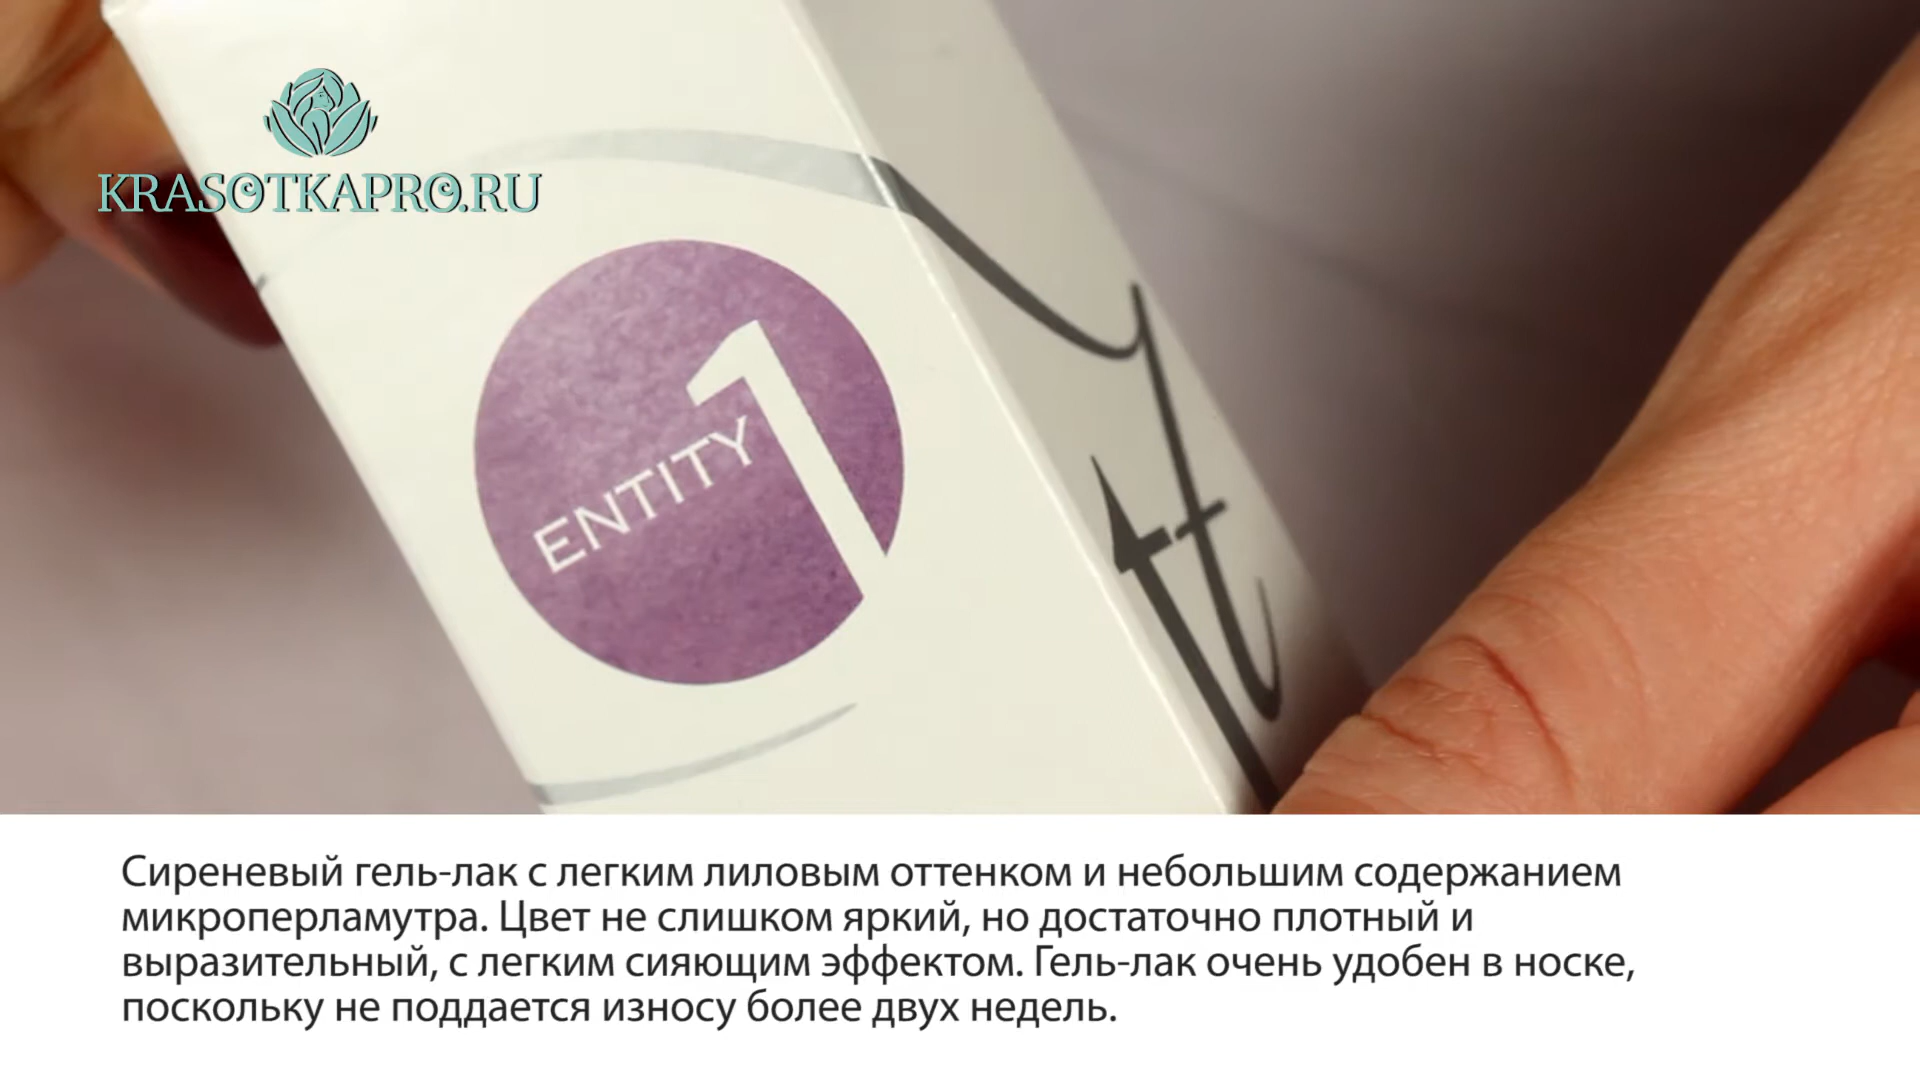 KRASOTKAPRO.RU
ENTITY
1
Сиреневый гель-лак с легким лиловым оттенком и небольшим содержанием
микроперламутра. Цвет не слишком яркий, но достаточно плотный и
выразительный, с легким сияющим эффектом. Гель-лак очень удобен в носке,
поскольку не поддается износу более двух недель.